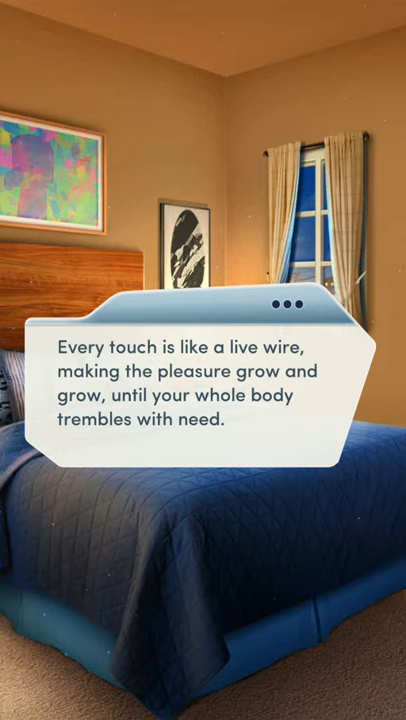 Every touch is like a live wire,
making the pleasure grow and
grow, until your whole body
trembles with need.